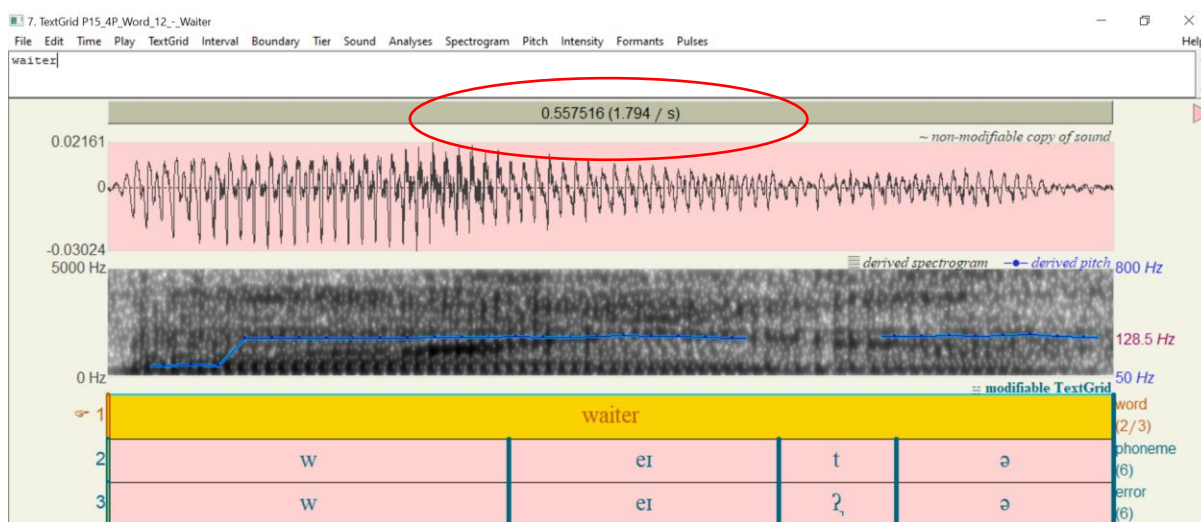 7. TextGrid P15_4P_Word_12_-_Waiter
File Edit Time Play TextGrid Interval Boundary Tier Sound Analyses Spectrogram Pitch Intensity Formants Pulses Help
waiter
0.557516 (1.794 / s)
~ non-modifiable copy of sound
0.02161
0
-0.03024
5000 Hz
derived spectrogram
derived pitch
800 Hz
128.5 Hz
0 Hz
50 Hz
modifiable TextGrid
1
waiter
word
(2/3)
2
w eɪ t ə
phoneme
(6)
3
w eɪ ʔ̞ ə
error
(6)